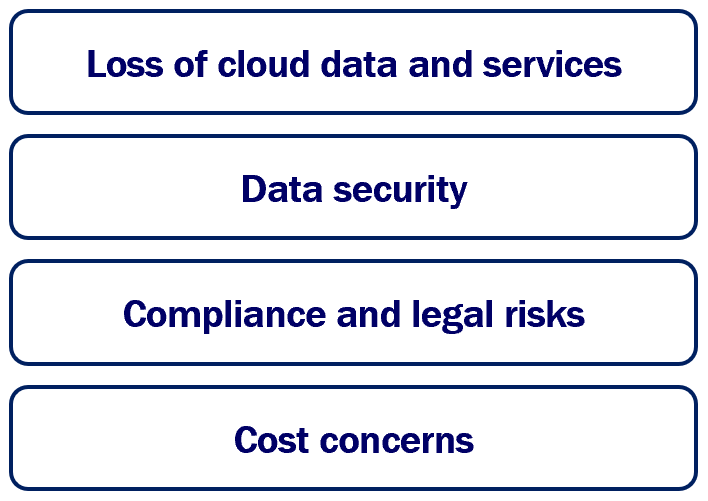 Loss of cloud data and services
Data security
Compliance and legal risks
Cost concerns